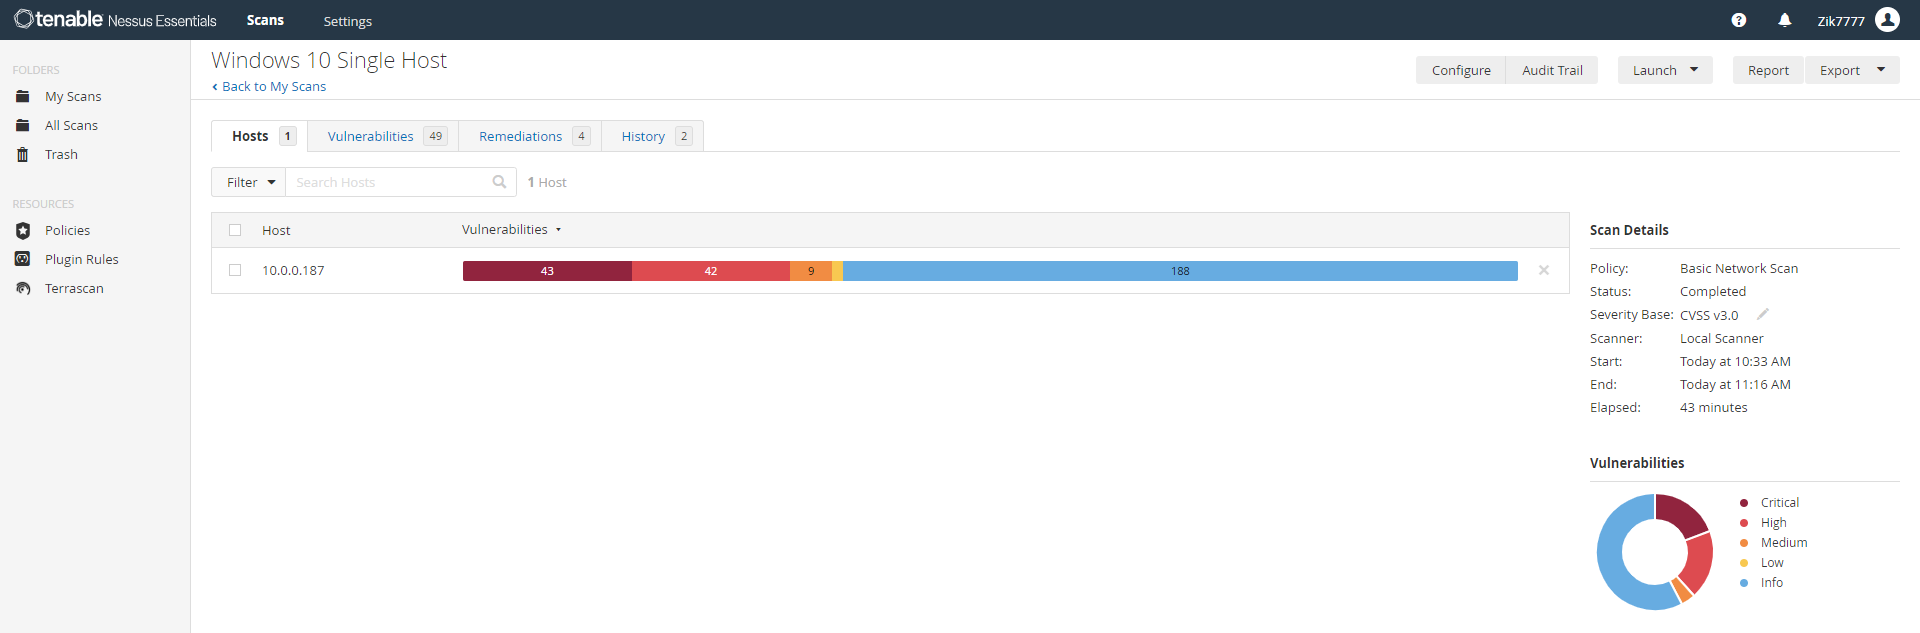 tenable Nessus Essentials Scans Settings Zik7777
FOLDERS
My Scans
All Scans
Trash
RESOURCES
Policies
Plugin Rules
Terrascan
Windows 10 Single Host
Back to My Scans
Configure Audit Trail Launch Report Export
Hosts 1 Vulnerabilities 49 Remediations 4 History 2
Filter Search Hosts 1 Host
Host Vulnerabilities
10.0.0.187 43 42 9 188
Scan Details
Policy: Basic Network Scan
Status: Completed
Severity Base: CVSS v3.0
Scanner: Local Scanner
Start: Today at 10:33 AM
End: Today at 11:16 AM
Elapsed: 43 minutes
Vulnerabilities
Critical
High
Medium
Low
Info